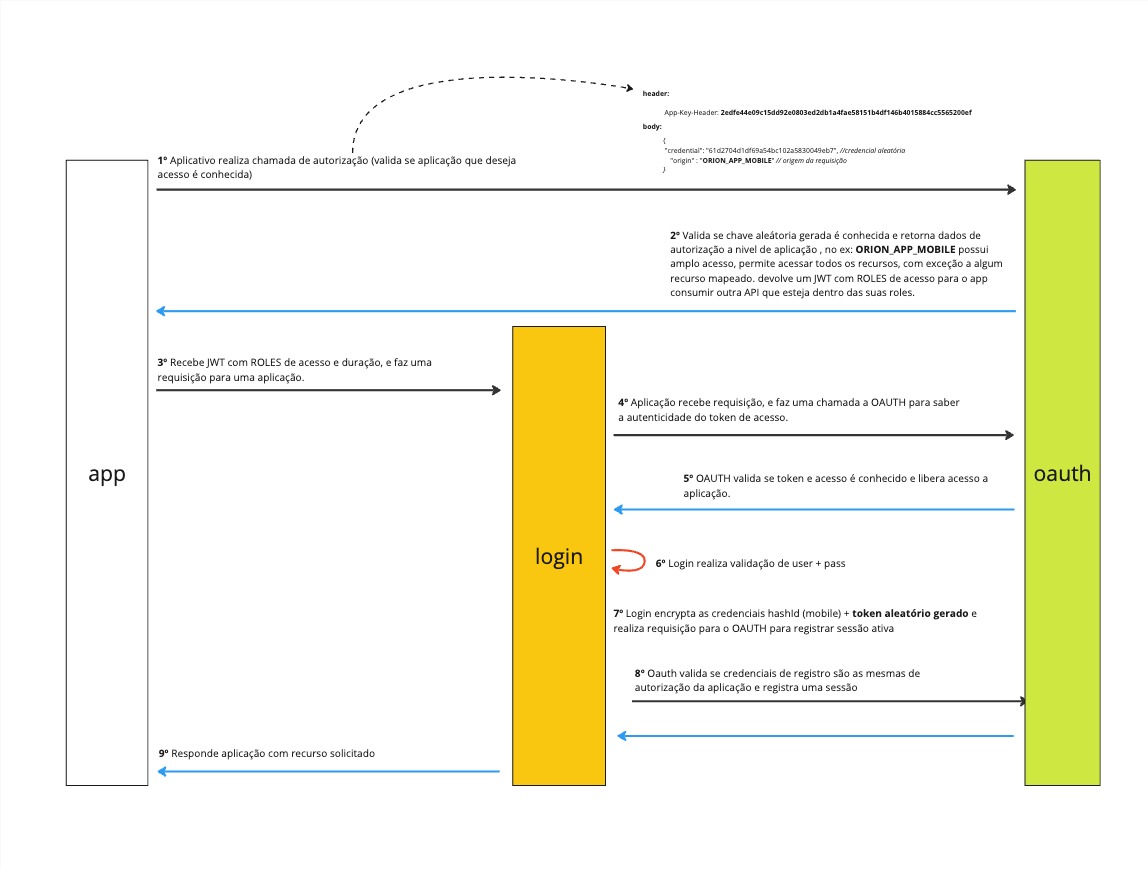 header:
App-Key-Header: 2edfe44e09c15dd92e0803ed2db1a4fae58151b4df146b4015884cc5565200ef
body:
{
"credential": "61d2704d1df69a54bc102a5830049eb7", //credencial aleatória
"origin" : "ORION_APP_MOBILE" // origem da requisição
}
1º Aplicativo realiza chamada de autorização (valida se aplicação que deseja
acesso é conhecida)
2º Valida se chave aleátoria gerada é conhecida e retorna dados de
autorização a nivel de aplicação , no ex: ORION_APP_MOBILE possui
amplo acesso, permite acessar todos os recursos, com exceção a algum
recurso mapeado. devolve um JWT com ROLES de acesso para o app
consumir outra API que esteja dentro das suas roles.
3º Recebe JWT com ROLES de acesso e duração, e faz uma
requisição para uma aplicação.
4º Aplicação recebe requisição, e faz uma chamada a OAUTH para saber
a autenticidade do token de acesso.
app
oauth
5º OAUTH valida se token e acesso é conhecido e libera acesso a
aplicação.
login
6º Login realiza validação de user + pass
7º Login encrypta as credenciais hashId (mobile) + token aleatório gerado e
realiza requisição para o OAUTH para registrar sessão ativa
8º Oauth valida se credenciais de registro são as mesmas de
autorização da aplicação e registra uma sessão
9º Responde aplicação com recurso solicitado